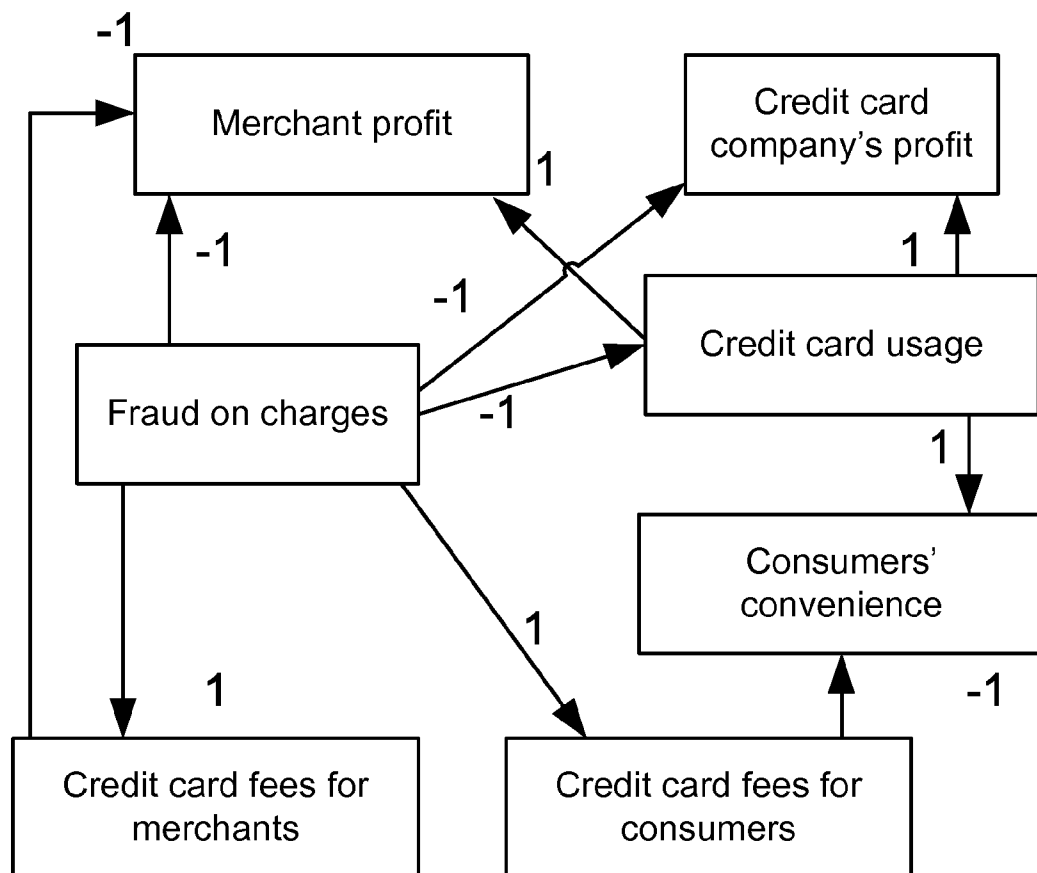 -1
Merchant profit
Credit card
company’s profit
1
-1
1
-1
Credit card usage
Fraud on charges
-1
1
Consumers’
convenience
1
1
-1
Credit card fees for
merchants
Credit card fees for
consumers